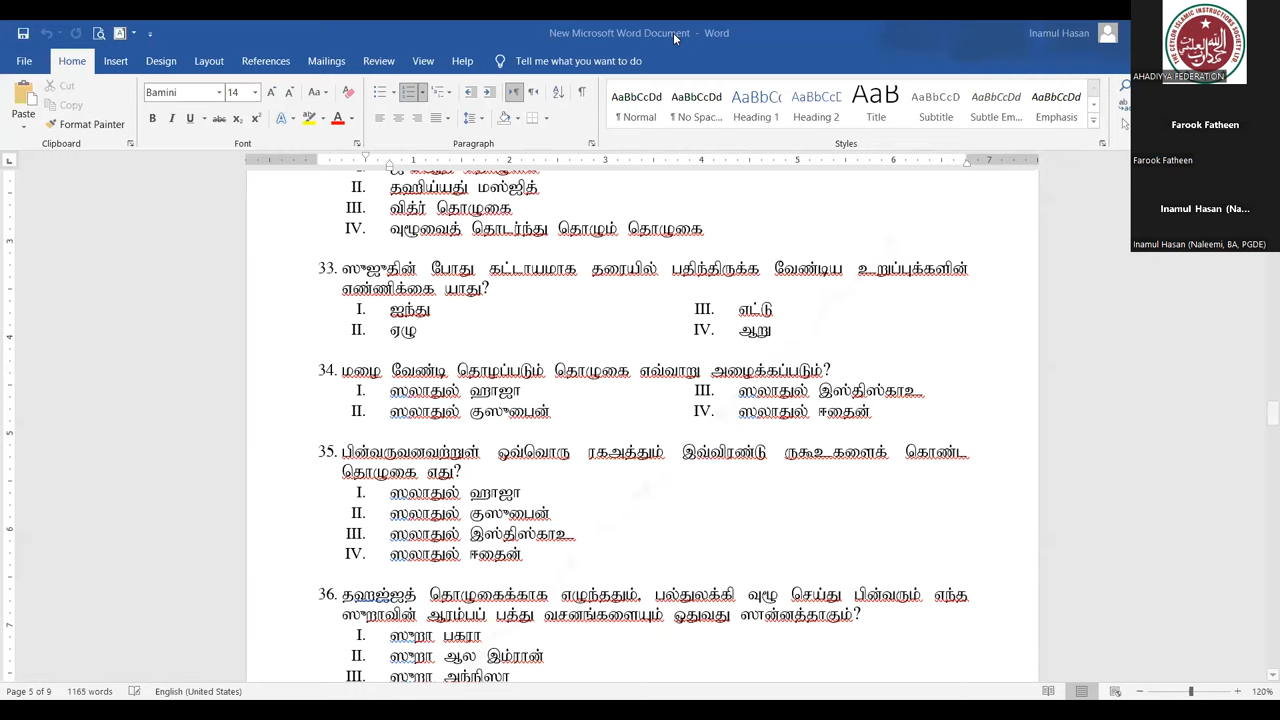 New Microsoft Word Document - Word
Inamul Hasan
File Home Insert Design Layout References Mailings Review View Help Tell me what you want to do
Paste Cut Copy Format Painter
Bamini 14
Clipboard Font Paragraph Styles
AaBbCcDd AaBbCcDd AaBbCc AaBbCcD AaB AaBbCcD AaBbCcDd AaBbCcDd
¶ Normal ¶ No Spac... Heading 1 Heading 2 Title Subtitle Subtle Em... Emphasis
AHADIYYA FEDERATION
Farook Fatheen
Farook Fatheen
Inamul Hasan (Na...
Inamul Hasan (Naleemi, BA, PGDE)
1 2 3 4 5 6 7
II. தஹிய்யது மஸ்ஜித்
III. வித்ர் தொழுகை
IV. வுழூவைத் தொடர்ந்து தொழும் தொழுகை
33. ஸுஜுதின் போது கட்டாயமாக தரையில் பதிந்திருக்க வேண்டிய உறுப்புக்களின்
எண்ணிக்கை யாது?
I. ஐந்து III. எட்டு
II. ஏழு IV. ஆறு
34. மழை வேண்டி தொழப்படும் தொழுகை எவ்வாறு அழைக்கப்படும்?
I. ஸலாதுல் ஹாஜா III. ஸலாதுல் இஸ்திஸ்காஉ
II. ஸலாதுல் குஸுபைன் IV. ஸலாதுல் ஈதைன்
35. பின்வருவனவற்றுள் ஒவ்வொரு ரகஅத்தும் இவ்விரண்டு ருகூஉகளைக் கொண்ட
தொழுகை எது?
I. ஸலாதுல் ஹாஜா
II. ஸலாதுல் குஸுபைன்
III. ஸலாதுல் இஸ்திஸ்காஉ
IV. ஸலாதுல் ஈதைன்
36. தஹஜ்ஜத் தொழுகைக்காக எழுந்ததும், பல்துலக்கி வுழூ செய்து பின்வரும் எந்த
ஸுறாவின் ஆரம்பப் பத்து வசனங்களையும் ஓதுவது ஸுன்னத்தாகும்?
I. ஸுறா பகரா
II. ஸுறா ஆல இம்ரான்
III. ஸுறா அந்நிஸா
Page 5 of 9 1165 words English (United States) 120%